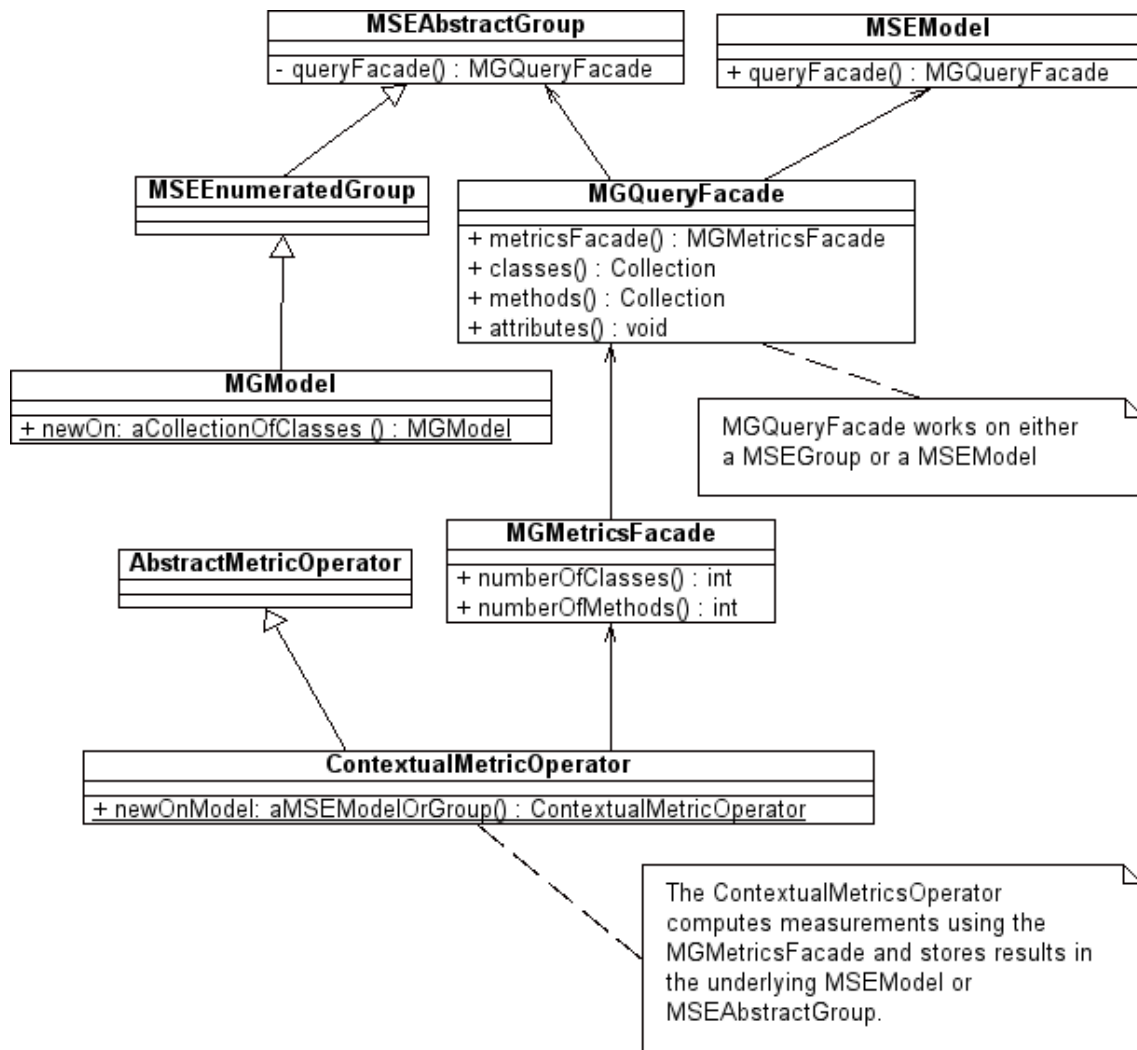 MSEAbstractGroup
- queryFacade() : MGQueryFacade
MSEModel
+ queryFacade() : MGQueryFacade
MSEEnumeratedGroup
MGQueryFacade
+ metricsFacade() : MGMetricsFacade
+ classes() : Collection
+ methods() : Collection
+ attributes() : void
MGModel
+ newOn: aCollectionOfClasses () : MGModel
MGQueryFacade works on either
a MSEGroup or a MSEModel
AbstractMetricOperator
MGMetricsFacade
+ numberOfClasses() : int
+ numberOfMethods() : int
ContextualMetricOperator
+ newOnModel: aMSEModelOrGroup() : ContextualMetricOperator
The ContextualMetricsOperator
computes measurements using the
MGMetricsFacade and stores results in
the underlying MSEModel or
MSEAbstractGroup.